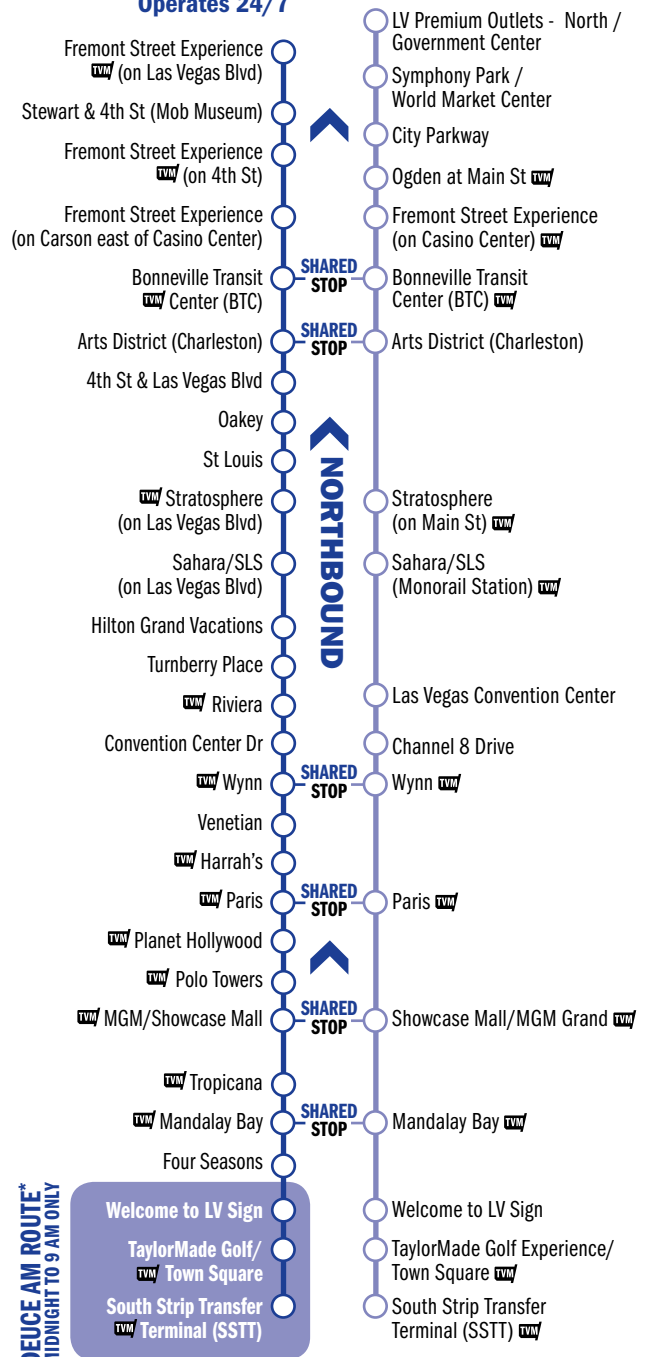 Operates 24/7
Fremont Street Experience
TVM (on Las Vegas Blvd)
Stewart & 4th St (Mob Museum)
Fremont Street Experience
TVM (on 4th St)
Fremont Street Experience
(on Carson east of Casino Center)
Bonneville Transit
TVM Center (BTC)
Arts District (Charleston)
4th St & Las Vegas Blvd
Oakey
St Louis
TVM Stratosphere
(on Las Vegas Blvd)
Sahara/SLS
(on Las Vegas Blvd)
Hilton Grand Vacations
Turnberry Place
TVM Riviera
Convention Center Dr
TVM Wynn
Venetian
TVM Harrah's
TVM Paris
TVM Planet Hollywood
TVM Polo Towers
TVM MGM/Showcase Mall
TVM Tropicana
TVM Mandalay Bay
Four Seasons
Welcome to LV Sign
TaylorMade Golf/
TVM Town Square
South Strip Transfer
TVM Terminal (SSTT)
DEUCE AM ROUTE*
MIDNIGHT TO 9 AM ONLY
SHARED
STOP
SHARED
STOP
NORTHBOUND
SHARED
STOP
SHARED
STOP
SHARED
STOP
SHARED
STOP
LV Premium Outlets - North /
Government Center
Symphony Park /
World Market Center
City Parkway
Ogden at Main St TVM
Fremont Street Experience
(on Casino Center) TVM
Bonneville Transit
Center (BTC) TVM
Arts District (Charleston)
Stratosphere
(on Main St) TVM
Sahara/SLS
(Monorail Station) TVM
Las Vegas Convention Center
Channel 8 Drive
Wynn TVM
Paris TVM
Showcase Mall/MGM Grand TVM
Mandalay Bay TVM
Welcome to LV Sign
TaylorMade Golf Experience/
Town Square TVM
South Strip Transfer
Terminal (SSTT) TVM